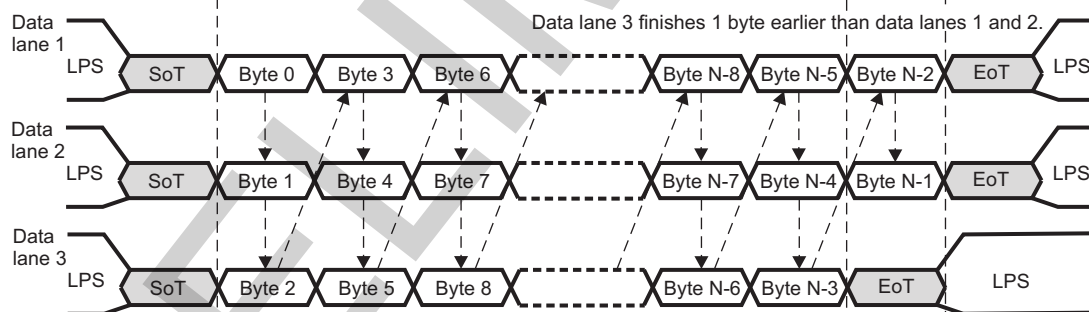 Data lane 3 finishes 1 byte earlier than data lanes 1 and 2.
Data
lane 1
LPS SoT Byte 0 Byte 3 Byte 6 Byte N-8 Byte N-5 Byte N-2 EoT LPS
Data
lane 2
LPS SoT Byte 1 Byte 4 Byte 7 Byte N-7 Byte N-4 Byte N-1 EoT LPS
Data
lane 3
LPS SoT Byte 2 Byte 5 Byte 8 Byte N-6 Byte N-3 EoT LPS